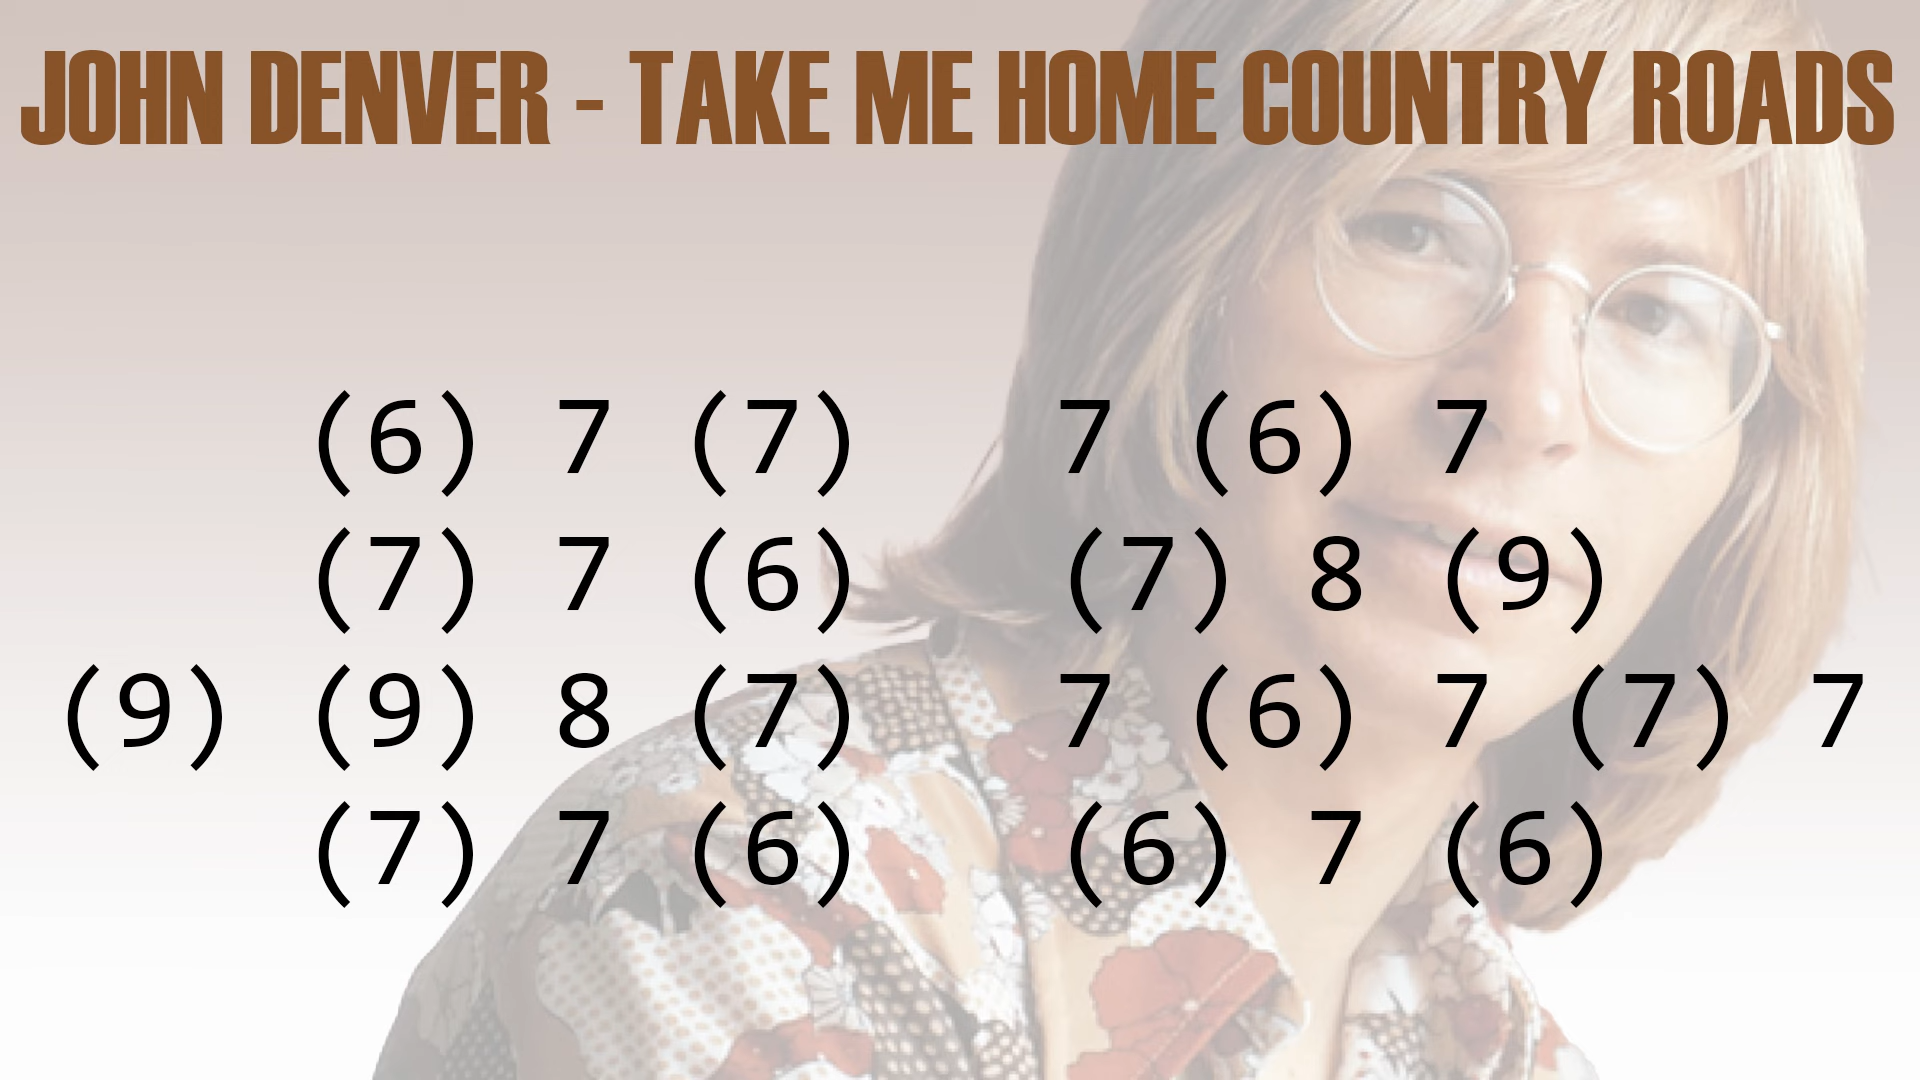 JOHN DENVER - TAKE ME HOME COUNTRY ROADS
(6) 7 (7) 7 (6) 7
(7) 7 (6) (7) 8 (9)
(9) (9) 8 (7) 7 (6) 7 (7) 7
(7) 7 (6) (6) 7 (6)